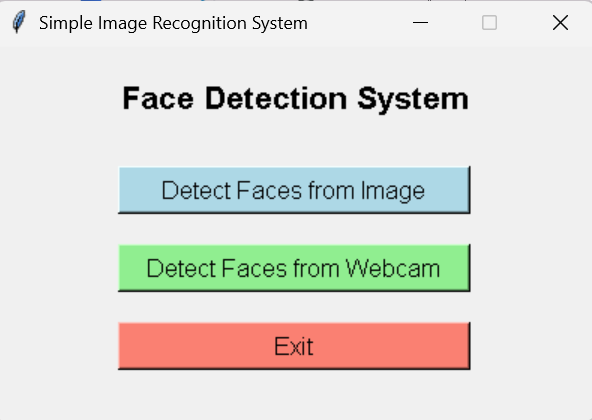 Simple Image Recognition System
Face Detection System
Detect Faces from Image
Detect Faces from Webcam
Exit